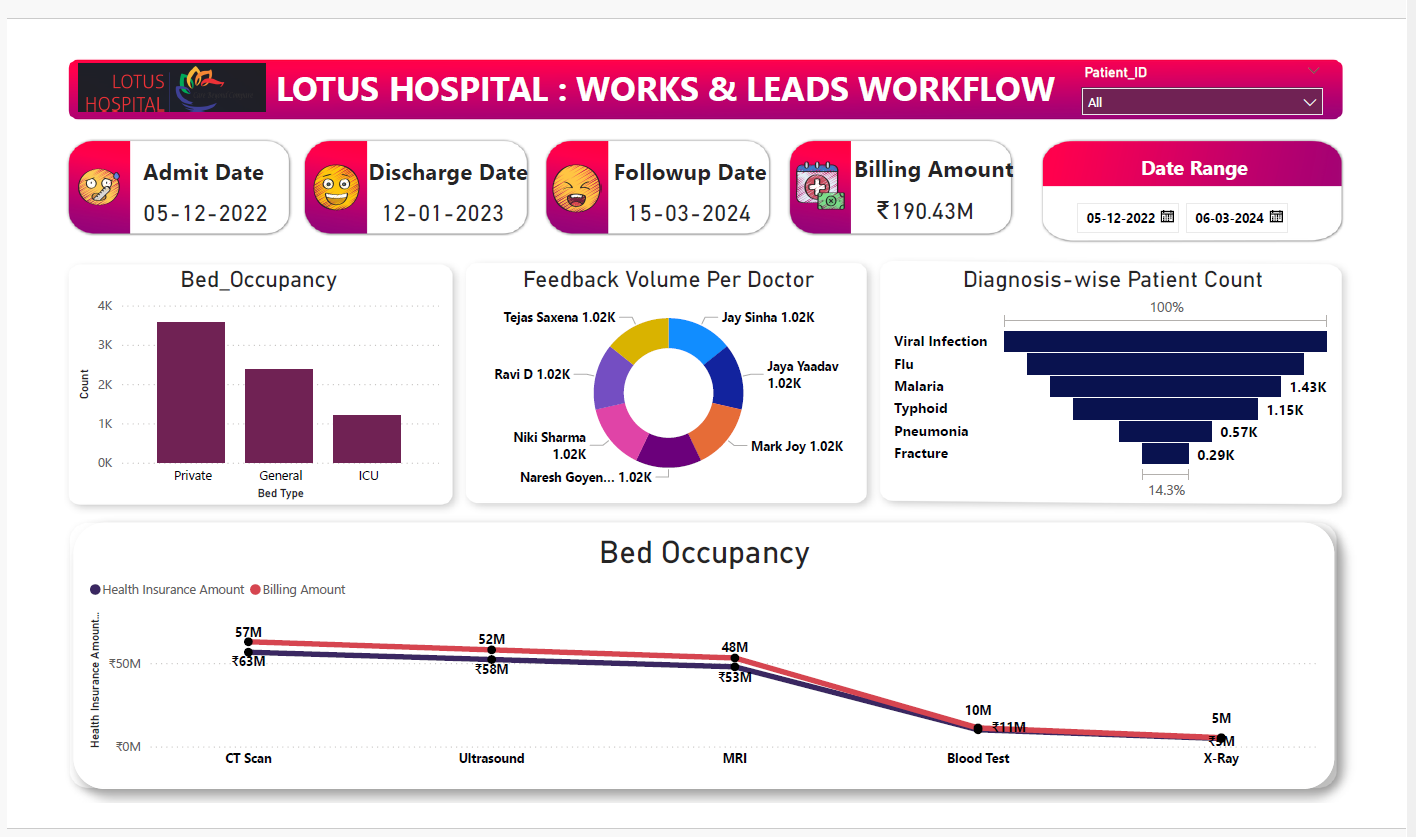 LOTUS
HOSPITAL
LOTUS HOSPITAL : WORKS & LEADS WORKFLOW
Patient_ID
All
Admit Date
05-12-2022
Discharge Date
12-01-2023
Followup Date
15-03-2024
Billing Amount
₹190.43M
Date Range
05-12-2022
06-03-2024
Bed_Occupancy
4K
3K
2K
1K
0K
Count
Private
General
ICU
Bed Type
Feedback Volume Per Doctor
Tejas Saxena 1.02K
Jay Sinha 1.02K
Ravi D 1.02K
Jaya Yaadav
1.02K
Niki Sharma
1.02K
Mark Joy 1.02K
Naresh Goyen... 1.02K
Diagnosis-wise Patient Count
100%
Viral Infection
Flu
Malaria
1.43K
Typhoid
1.15K
Pneumonia
0.57K
Fracture
0.29K
14.3%
Bed Occupancy
Health Insurance Amount
Billing Amount
Health Insurance Amount...
₹50M
₹0M
57M
₹63M
52M
₹58M
48M
₹53M
10M
₹11M
5M
₹5M
CT Scan
Ultrasound
MRI
Blood Test
X-Ray